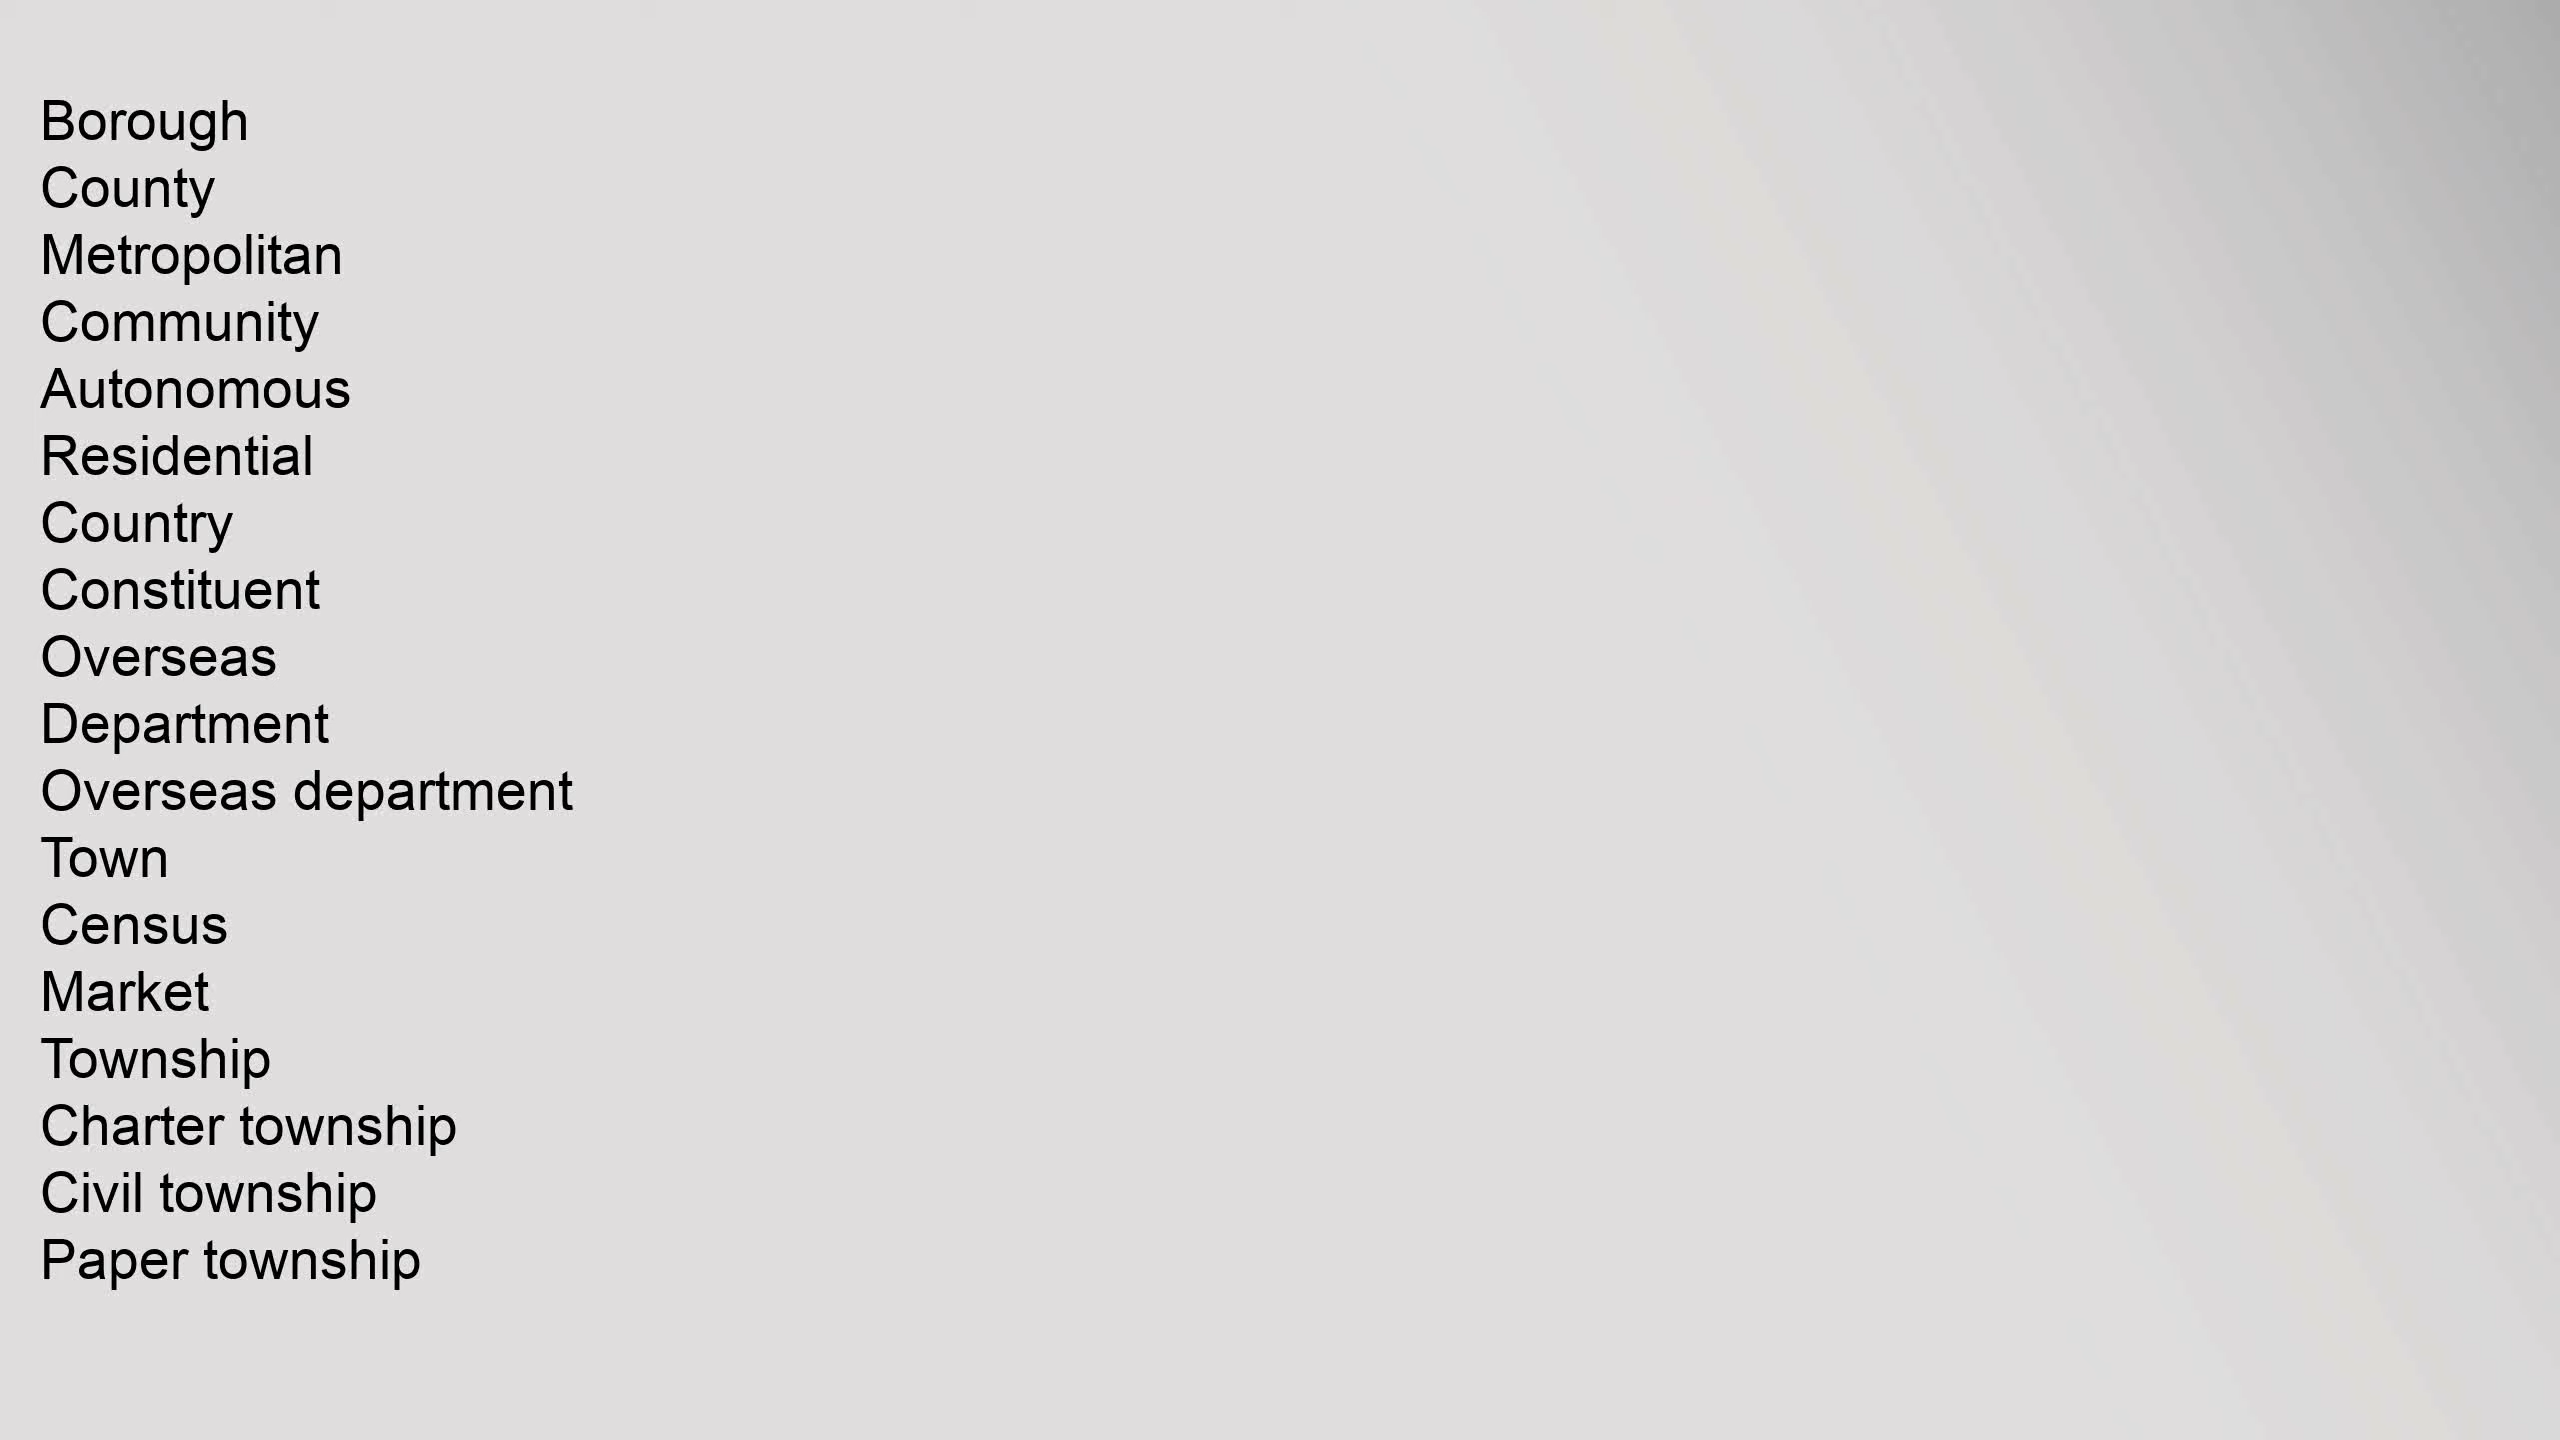 Borough
County
Metropolitan
Community
Autonomous
Residential
Country
Constituent
Overseas
Department
Overseas department
Town
Census
Market
Township
Charter township
Civil township
Paper township